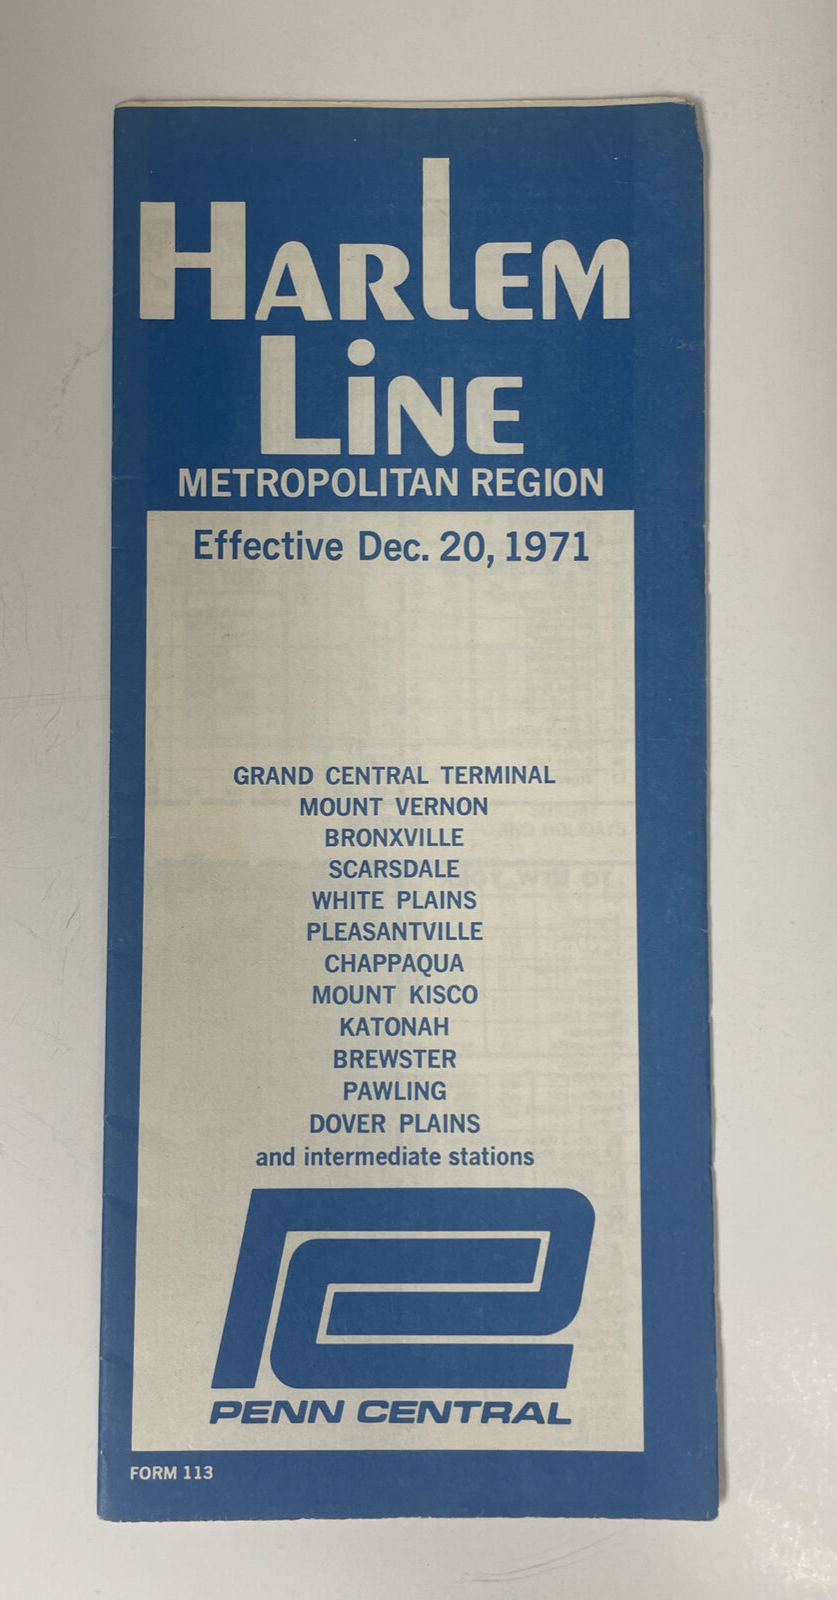 HARLEM
LiNE
METROPOLITAN REGION
Effective Dec. 20, 1971
GRAND CENTRAL TERMINAL
MOUNT VERNON
BRONXVILLE
SCARSDALE
WHITE PLAINS
PLEASANTVILLE
CHAPPAQUA
MOUNT KISCO
KATONAH
BREWSTER
PAWLING
DOVER PLAINS
and intermediate stations
PENN CENTRAL
FORM 113